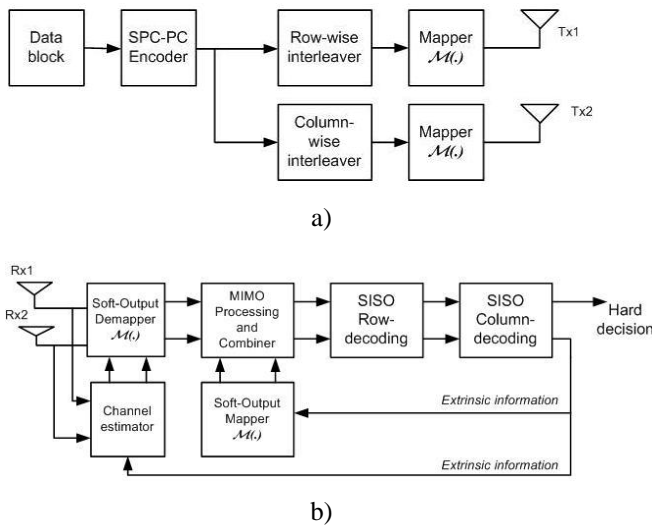 Data
block
SPC-PC
Encoder
Row-wise
interleaver
Mapper
ℳ(.)
Tx1
Column-
wise
interleaver
Mapper
ℳ(.)
Tx2
a)
Rx1
Rx2
Soft-Output
Demapper
ℳ(.)
MIMO
Processing
and
Combiner
SISO
Row-
decoding
SISO
Column-
decoding
Hard
decision
Channel
estimator
Soft-Output
Mapper
ℳ(.)
Extrinsic information
Extrinsic information
b)